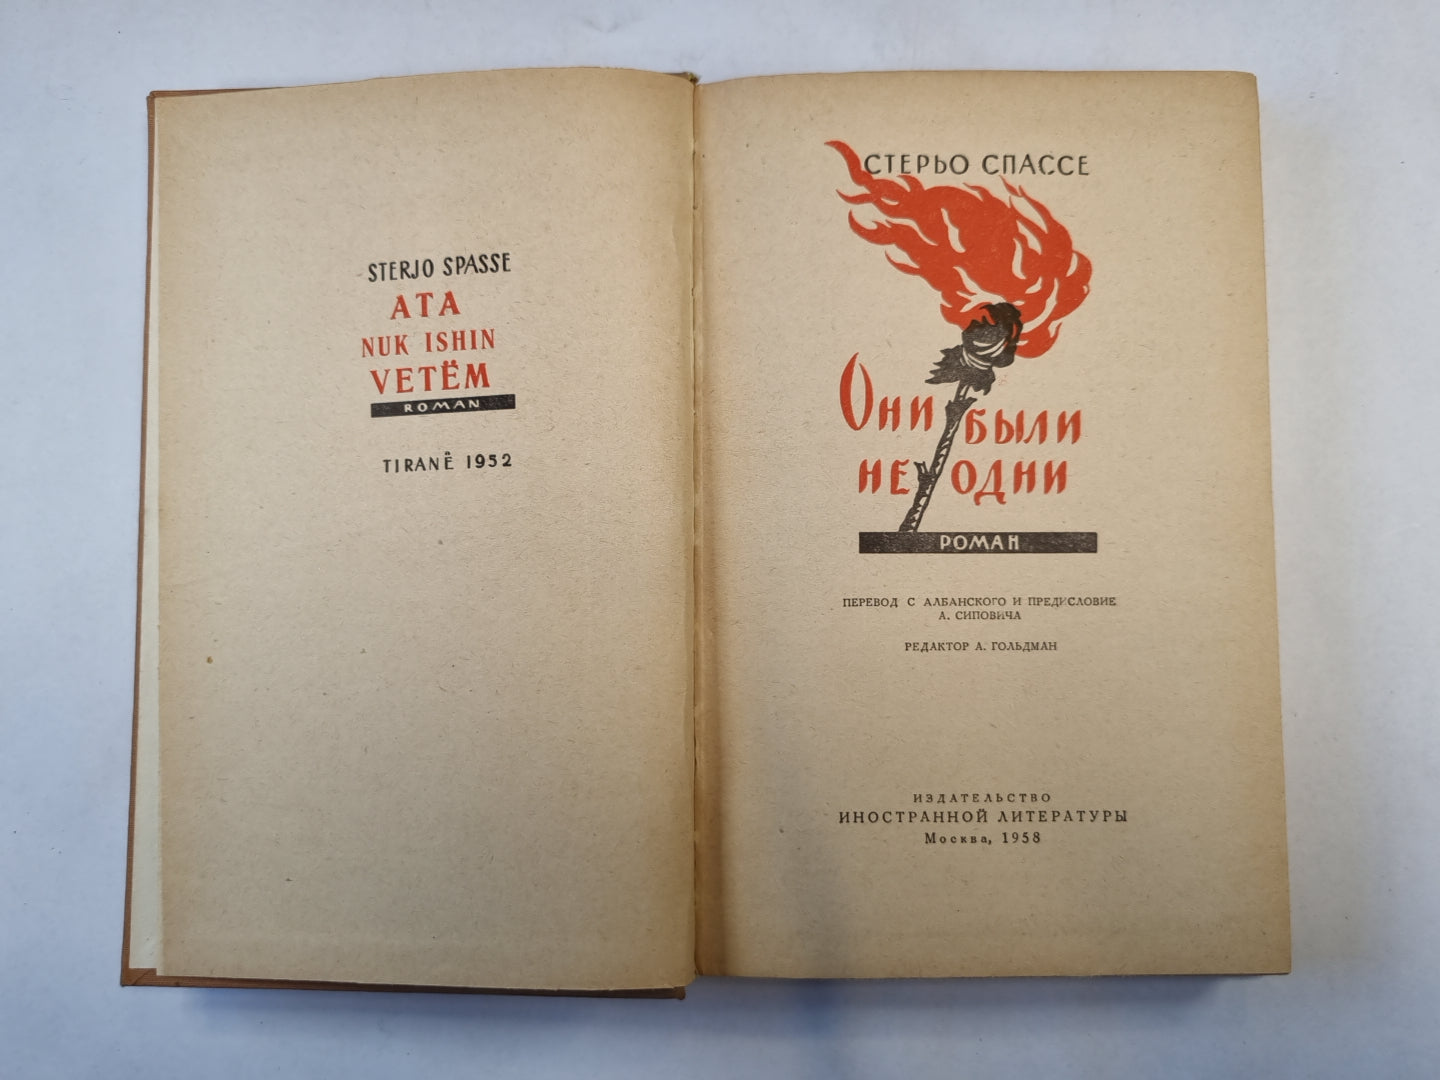 STERJO SPASSE
ATA
NUK ISHIN
VETËM
ROMAN
TIRANË 1952
СТЕРЬО СПАССЕ
Они были
не одни
РОМАН
ПЕРЕВОД С АЛБАНСКОГО И ПРЕДИСЛОВИЕ
А. СИПОВИЧА
РЕДАКТОР А. ГОЛЬДМАН
ИЗДАТЕЛЬСТВО
ИНОСТРАННОЙ ЛИТЕРАТУРЫ
Москва, 1958